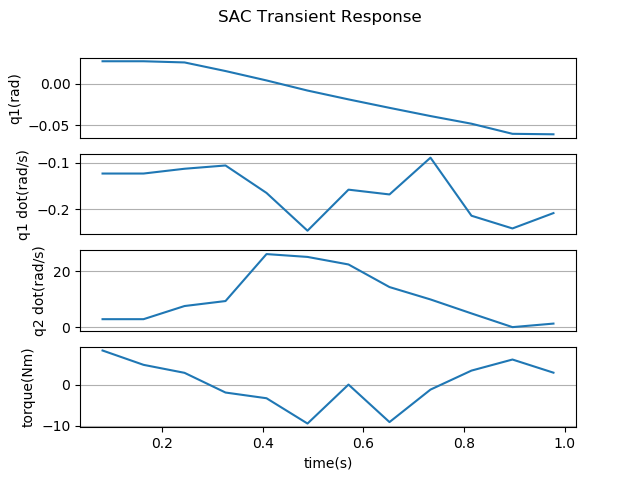 SAC Transient Response
q1(rad)
0.00
−0.05
q1 dot(rad/s)
−0.1
−0.2
q2 dot(rad/s)
20
0
torque(Nm)
0
−10
0.2 0.4 0.6 0.8 1.0
time(s)